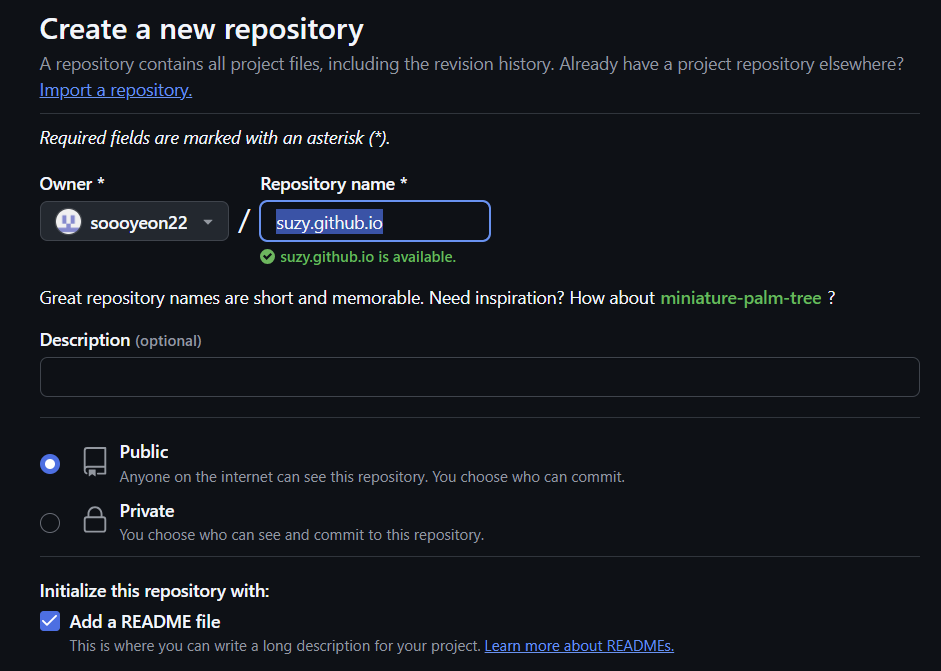 Create a new repository
A repository contains all project files, including the revision history. Already have a project repository elsewhere?
Import a repository.
Required fields are marked with an asterisk (*).
Owner * Repository name *
soooyeon22 / suzy.github.io
suzy.github.io is available.
Great repository names are short and memorable. Need inspiration? How about miniature-palm-tree ?
Description (optional)
Public
Anyone on the internet can see this repository. You choose who can commit.
Private
You choose who can see and commit to this repository.
Initialize this repository with:
Add a README file
This is where you can write a long description for your project. Learn more about READMEs.